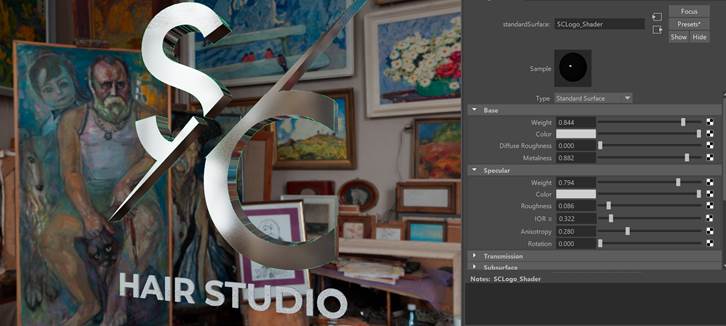 SC
HAIR STUDIO
Focus
standardSurface: SCLogo_Shader
Presets*
Show Hide
Sample
Type Standard Surface
Base
Weight 0.844
Color
Diffuse Roughness 0.000
Metalness 0.882
Specular
Weight 0.794
Color
Roughness 0.086
IOR 0.322
Anisotropy 0.280
Rotation 0.000
Transmission
Subsurface
Notes: SCLogo_Shader